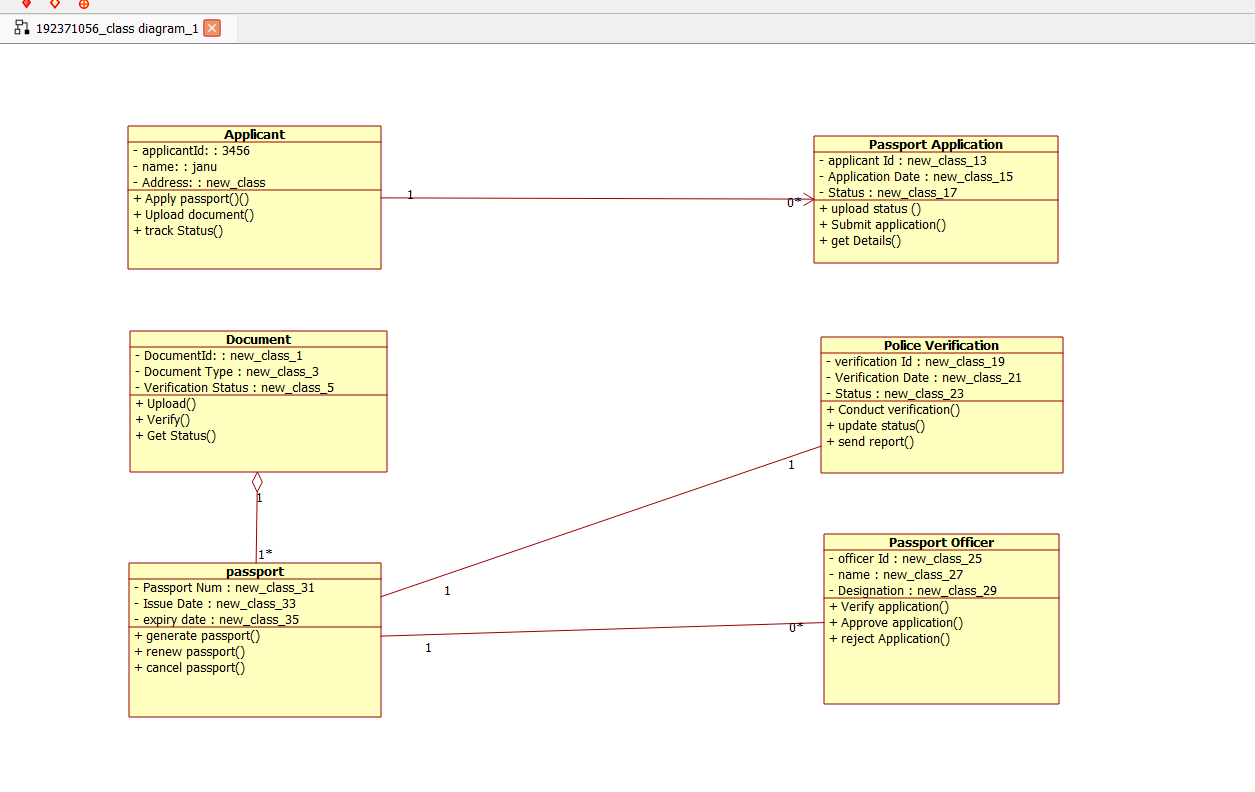 192371056_class diagram_1
Applicant
- applicantId: : 3456
- name: : janu
- Address: : new_class
+ Apply passport()()
+ Upload document()
+ track Status()
1
0*
Passport Application
- applicant Id : new_class_13
- Application Date : new_class_15
- Status : new_class_17
+ upload status ()
+ Submit application()
+ get Details()
Document
- DocumentId: : new_class_1
- Document Type : new_class_3
- Verification Status : new_class_5
+ Upload()
+ Verify()
+ Get Status()
1
1*
Police Verification
- verification Id : new_class_19
- Verification Date : new_class_21
- Status : new_class_23
+ Conduct verification()
+ update status()
+ send report()
1
1
passport
- Passport Num : new_class_31
- Issue Date : new_class_33
- expiry date : new_class_35
+ generate passport()
+ renew passport()
+ cancel passport()
1
0*
Passport Officer
- officer Id : new_class_25
- name : new_class_27
- Designation : new_class_29
+ Verify application()
+ Approve application()
+ reject Application()